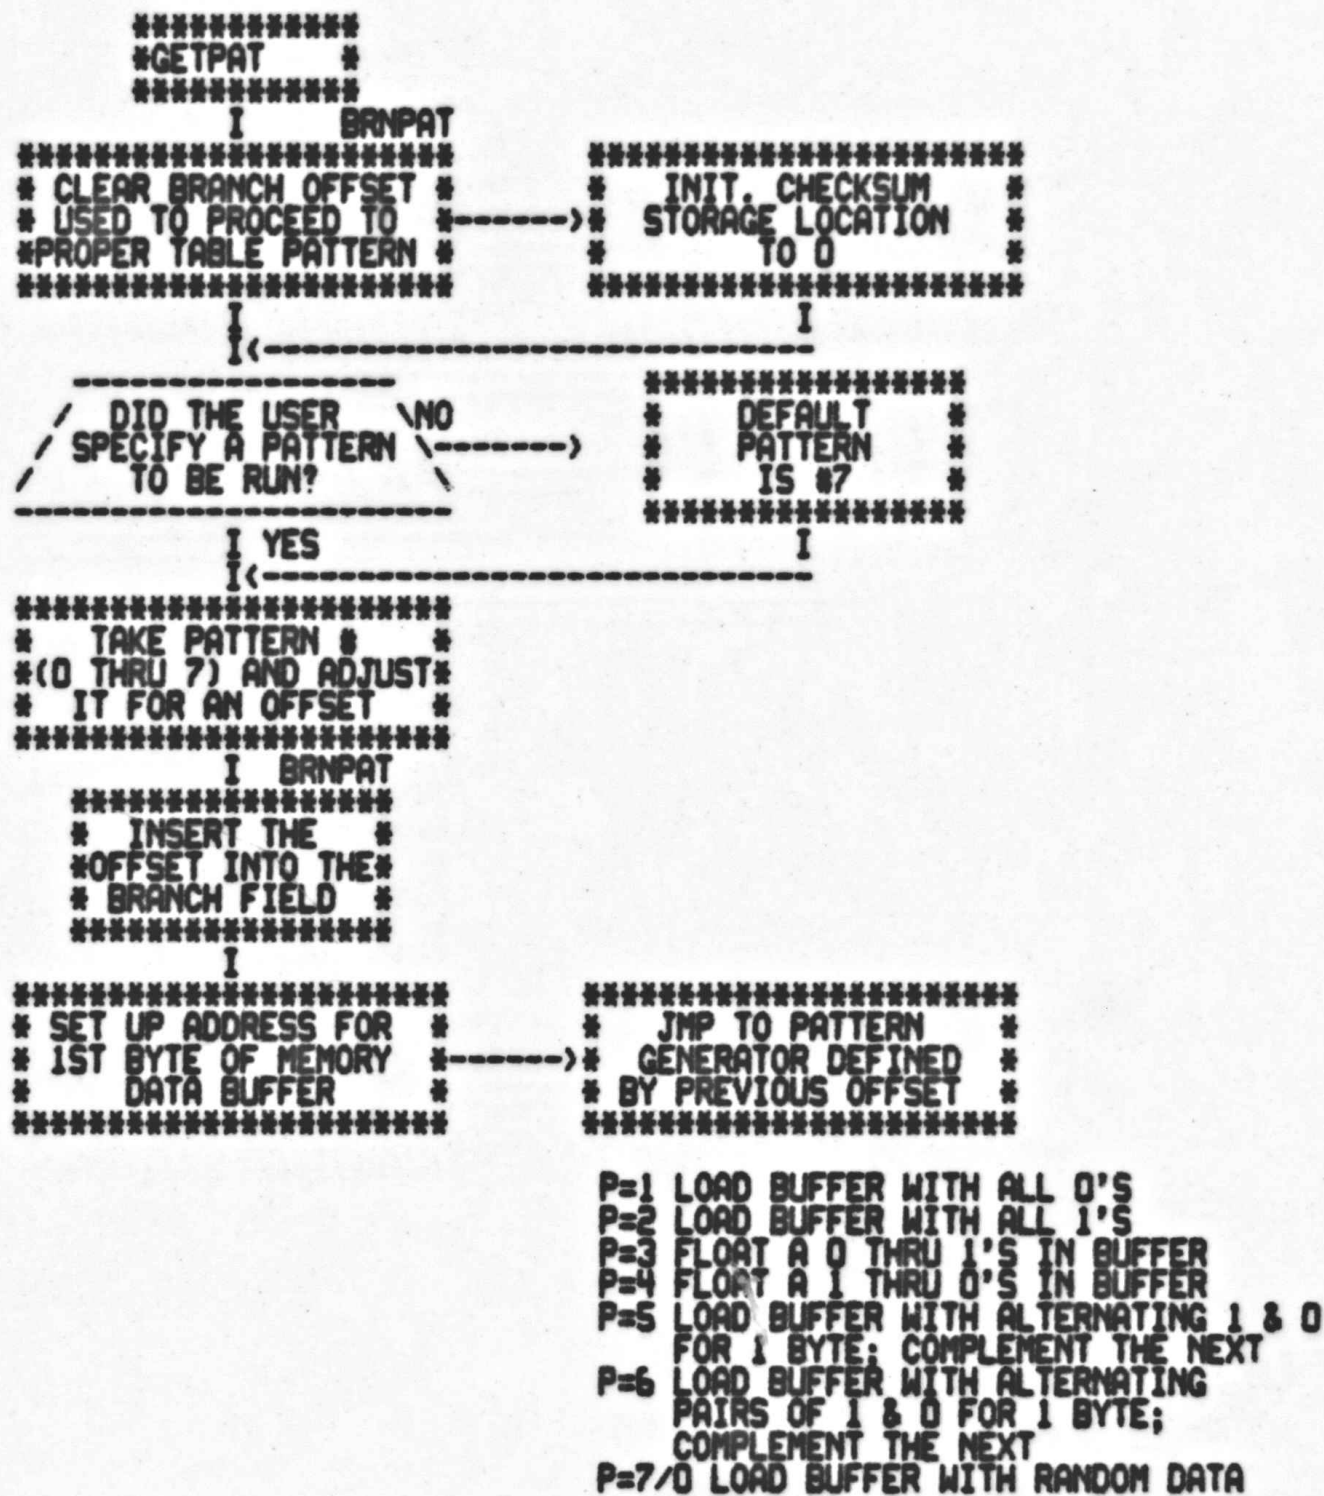 ************
*GETPAT    *
************
I     BRNPAT
***********************
* CLEAR BRANCH OFFSET *
* USED TO PROCEED TO  *------>
*PROPER TABLE PATTERN *
***********************
***********************
*   INIT. CHECKSUM    *
*  STORAGE LOCATION   *
*        TO 0         *
***********************
I
I<-----------------------------
I
-----------------
/  DID THE USER   \NO
/ SPECIFY A PATTERN \------->
/     TO BE RUN?      \
-----------------------
*****************
*    DEFAULT    *
*    PATTERN    *
*     IS #7     *
*****************
I YES
I
I<-----------------------------
***********************
*   TAKE PATTERN #    *
*(0 THRU 7) AND ADJUST*
*  IT FOR AN OFFSET   *
***********************
I  BRNPAT
*****************
*  INSERT THE   *
*OFFSET INTO THE*
* BRANCH FIELD  *
*****************
I
***********************
* SET UP ADDRESS FOR  *
* 1ST BYTE OF MEMORY  *------>
*     DATA BUFFER     *
***********************
***********************
*   JMP TO PATTERN    *
*  GENERATOR DEFINED  *
* BY PREVIOUS OFFSET  *
***********************
P=1 LOAD BUFFER WITH ALL 0'S
P=2 LOAD BUFFER WITH ALL 1'S
P=3 FLOAT A 0 THRU 1'S IN BUFFER
P=4 FLOAT A 1 THRU 0'S IN BUFFER
P=5 LOAD BUFFER WITH ALTERNATING 1 & 0
FOR 1 BYTE; COMPLEMENT THE NEXT
P=6 LOAD BUFFER WITH ALTERNATING
PAIRS OF 1 & 0 FOR 1 BYTE;
COMPLEMENT THE NEXT
P=7/0 LOAD BUFFER WITH RANDOM DATA